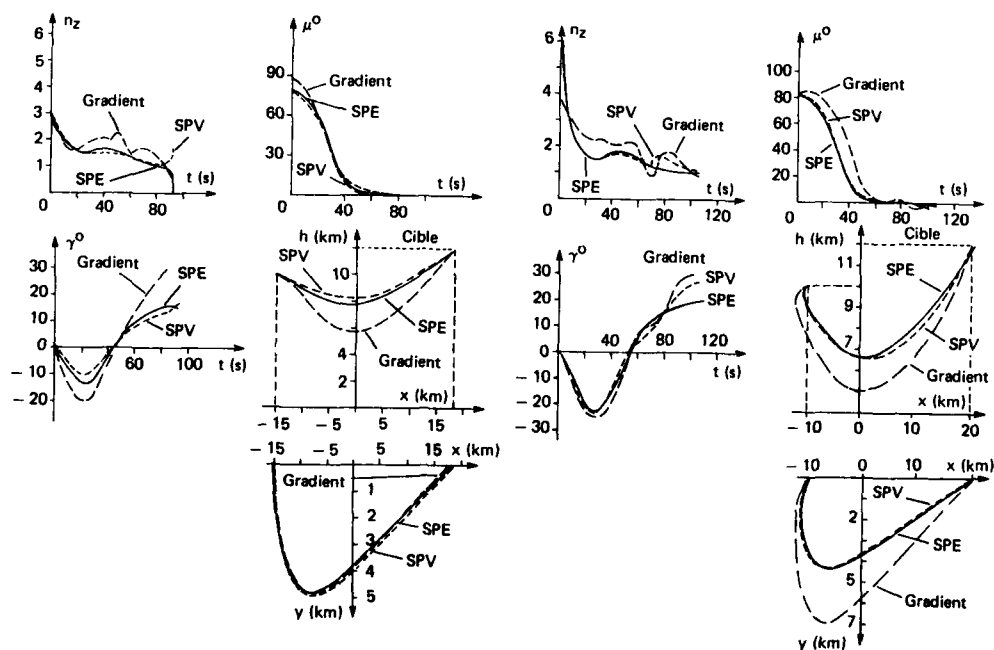 n_z
6
5
4
3
2
1
Gradient
SPV
SPE
t (s)
0
40
80
μ°
90
60
30
Gradient
SPE
SPV
t (s)
0
40
80
n_z
6
4
2
SPV
Gradient
SPE
t (s)
0
40
80
120
μ°
100
80
60
40
20
Gradient
SPV
SPE
t (s)
0
40
80
120
γ°
30
20
10
0
- 10
- 20
Gradient
SPE
SPV
60
80
t (s)
h (km)
Cible
SPV
10
SPE
4
Gradient
2
x (km)
- 15
- 5
5
15
γ°
30
20
10
0
- 10
- 20
- 30
Gradient
SPV
SPE
40
60
80
100
t (s)
h (km)
Cible
11
SPE
9
SPV
7
Gradient
x (km)
- 10
0
10
20
- 15
- 5
5
15 x (km)
Gradient
1
2
SPE
3
SPV
4
5
y (km)
- 10
10
x (km)
SPV
2
SPE
5
Gradient
7
y (km)